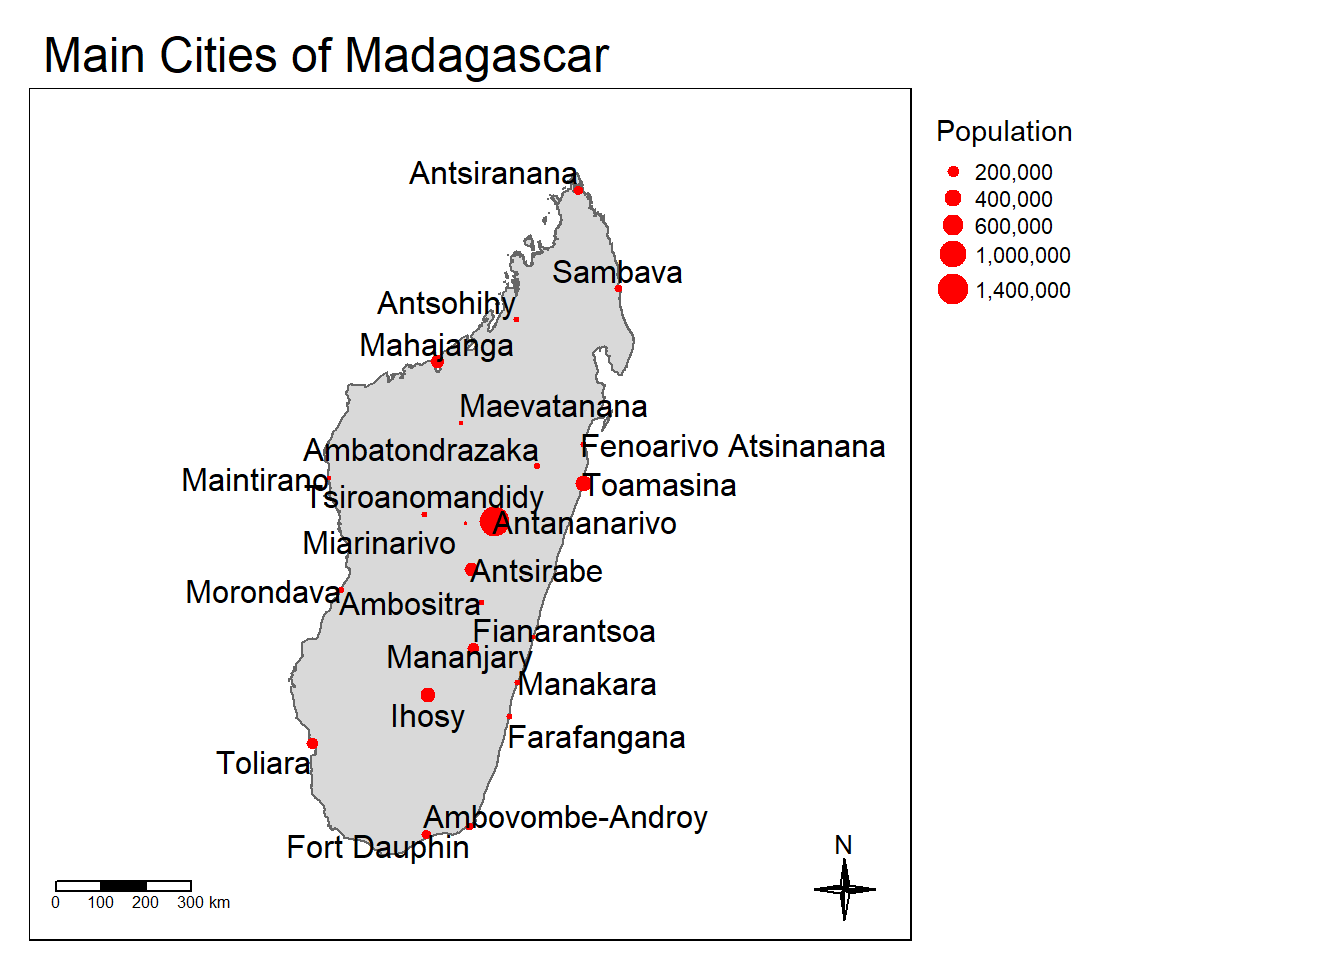 Main Cities of Madagascar
Population
200,000
400,000
600,000
1,000,000
1,400,000
Antsiranana
Sambava
Antsohihy
Mahajanga
Maevatanana
Ambatondrazaka
Fenoarivo Atsinanana
Maintirano
Toamasina
Tsiroanomandidy
Antananarivo
Miarinarivo
Antsirabe
Morondava
Ambositra
Fianarantsoa
Mananjary
Manakara
Ihosy
Farafangana
Toliara
Ambovombe-Androy
Fort Dauphin
N
0 100 200 300 km